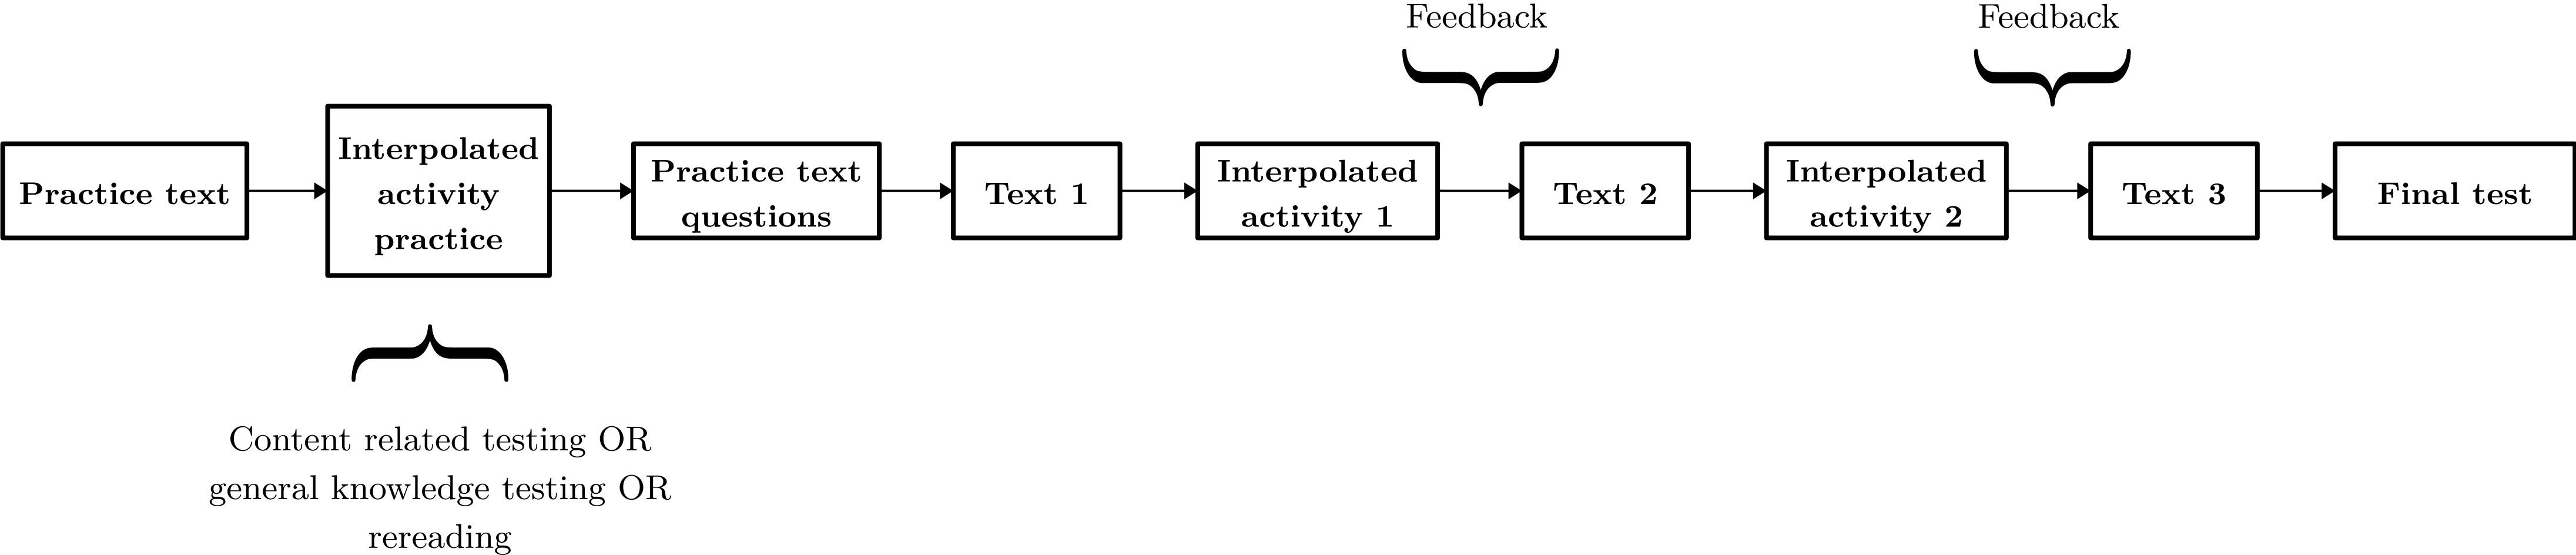 Feedback
Feedback
Practice text
Interpolated
activity
practice
Practice text
questions
Text 1
Interpolated
activity 1
Text 2
Interpolated
activity 2
Text 3
Final test
Content related testing OR
general knowledge testing OR
rereading